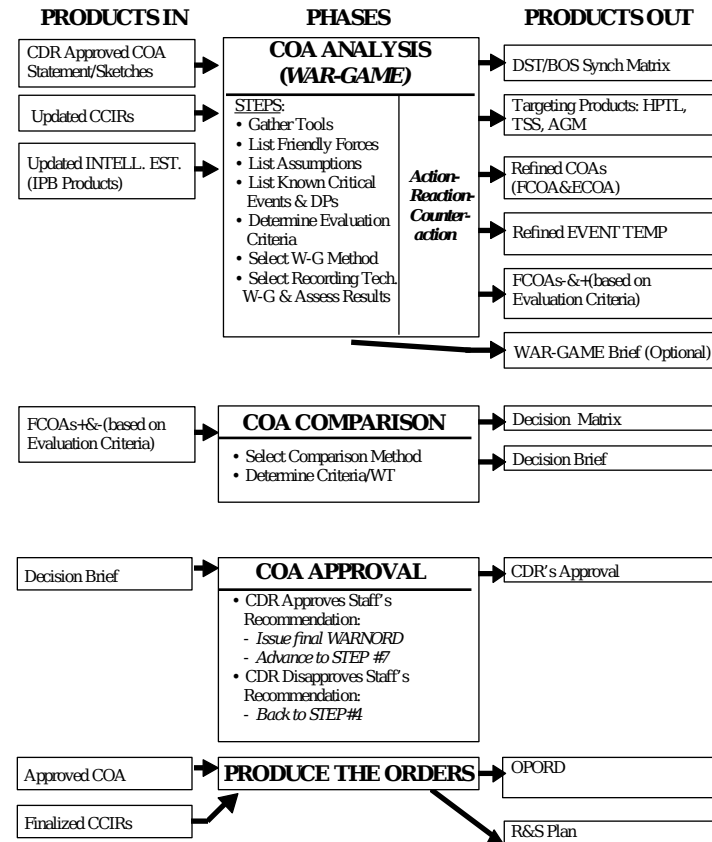 PRODUCTS IN
PHASES
PRODUCTS OUT
CDR Approved COA
Statement/Sketches
Updated CCIRs
Updated INTELL. EST.
(IPB Products)
COA ANALYSIS
(WAR-GAME)
STEPS:
• Gather Tools
• List Friendly Forces
• List Assumptions
• List Known Critical
Events & DPs
• Determine Evaluation
Criteria
• Select W-G Method
• Select Recording Tech.
W-G & Assess Results
Action-
Reaction-
Counter-
action
DST/BOS Synch Matrix
Targeting Products: HPTL,
TSS, AGM
Refined COAs
(FCOA&ECOA)
Refined EVENT TEMP
FCOAs-&+(based on
Evaluation Criteria)
WAR-GAME Brief (Optional)
FCOAs+&-(based on
Evaluation Criteria)
COA COMPARISON
• Select Comparison Method
• Determine Criteria/WT
Decision Matrix
Decision Brief
Decision Brief
COA APPROVAL
• CDR Approves Staff's
Recommendation:
- Issue final WARNORD
- Advance to STEP #7
• CDR Disapproves Staff's
Recommendation:
- Back to STEP#4
CDR's Approval
Approved COA
Finalized CCIRs
PRODUCE THE ORDERS
OPORD
R&S Plan